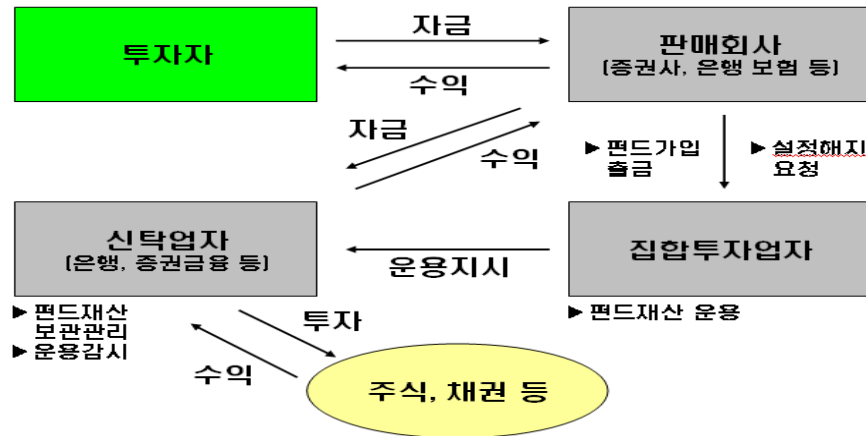 투자자
자금
수익
판매회사
(증권사, 은행 보험 등)
자금
수익
▶ 펀드가입
출금
▶ 설정해지
요청
신탁업자
(은행, 증권금융 등)
운용지시
집합투자업자
▶ 펀드재산
보관관리
▶ 운용감시
투자
수익
▶ 펀드재산 운용
주식, 채권 등